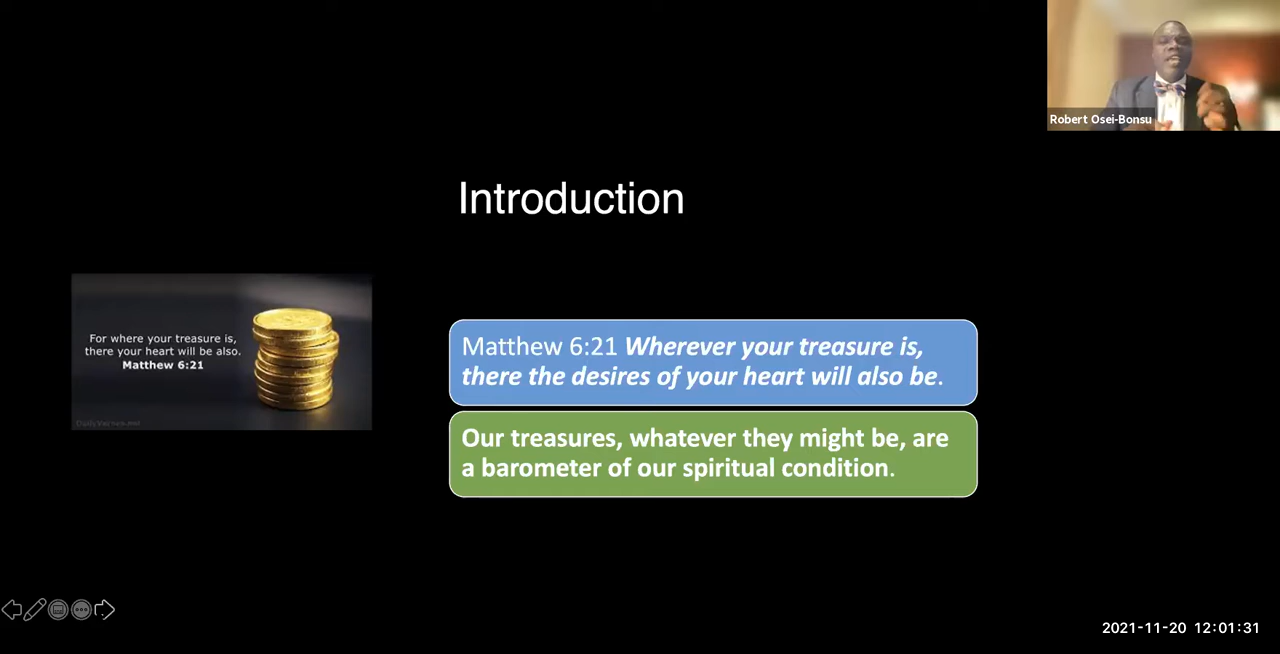 Robert Osei-Bonsu
Introduction
For where your treasure is,
there your heart will be also.
Matthew 6:21
Matthew 6:21 Wherever your treasure is,
there the desires of your heart will also be.
Our treasures, whatever they might be, are
a barometer of our spiritual condition.
2021-11-20 12:01:31